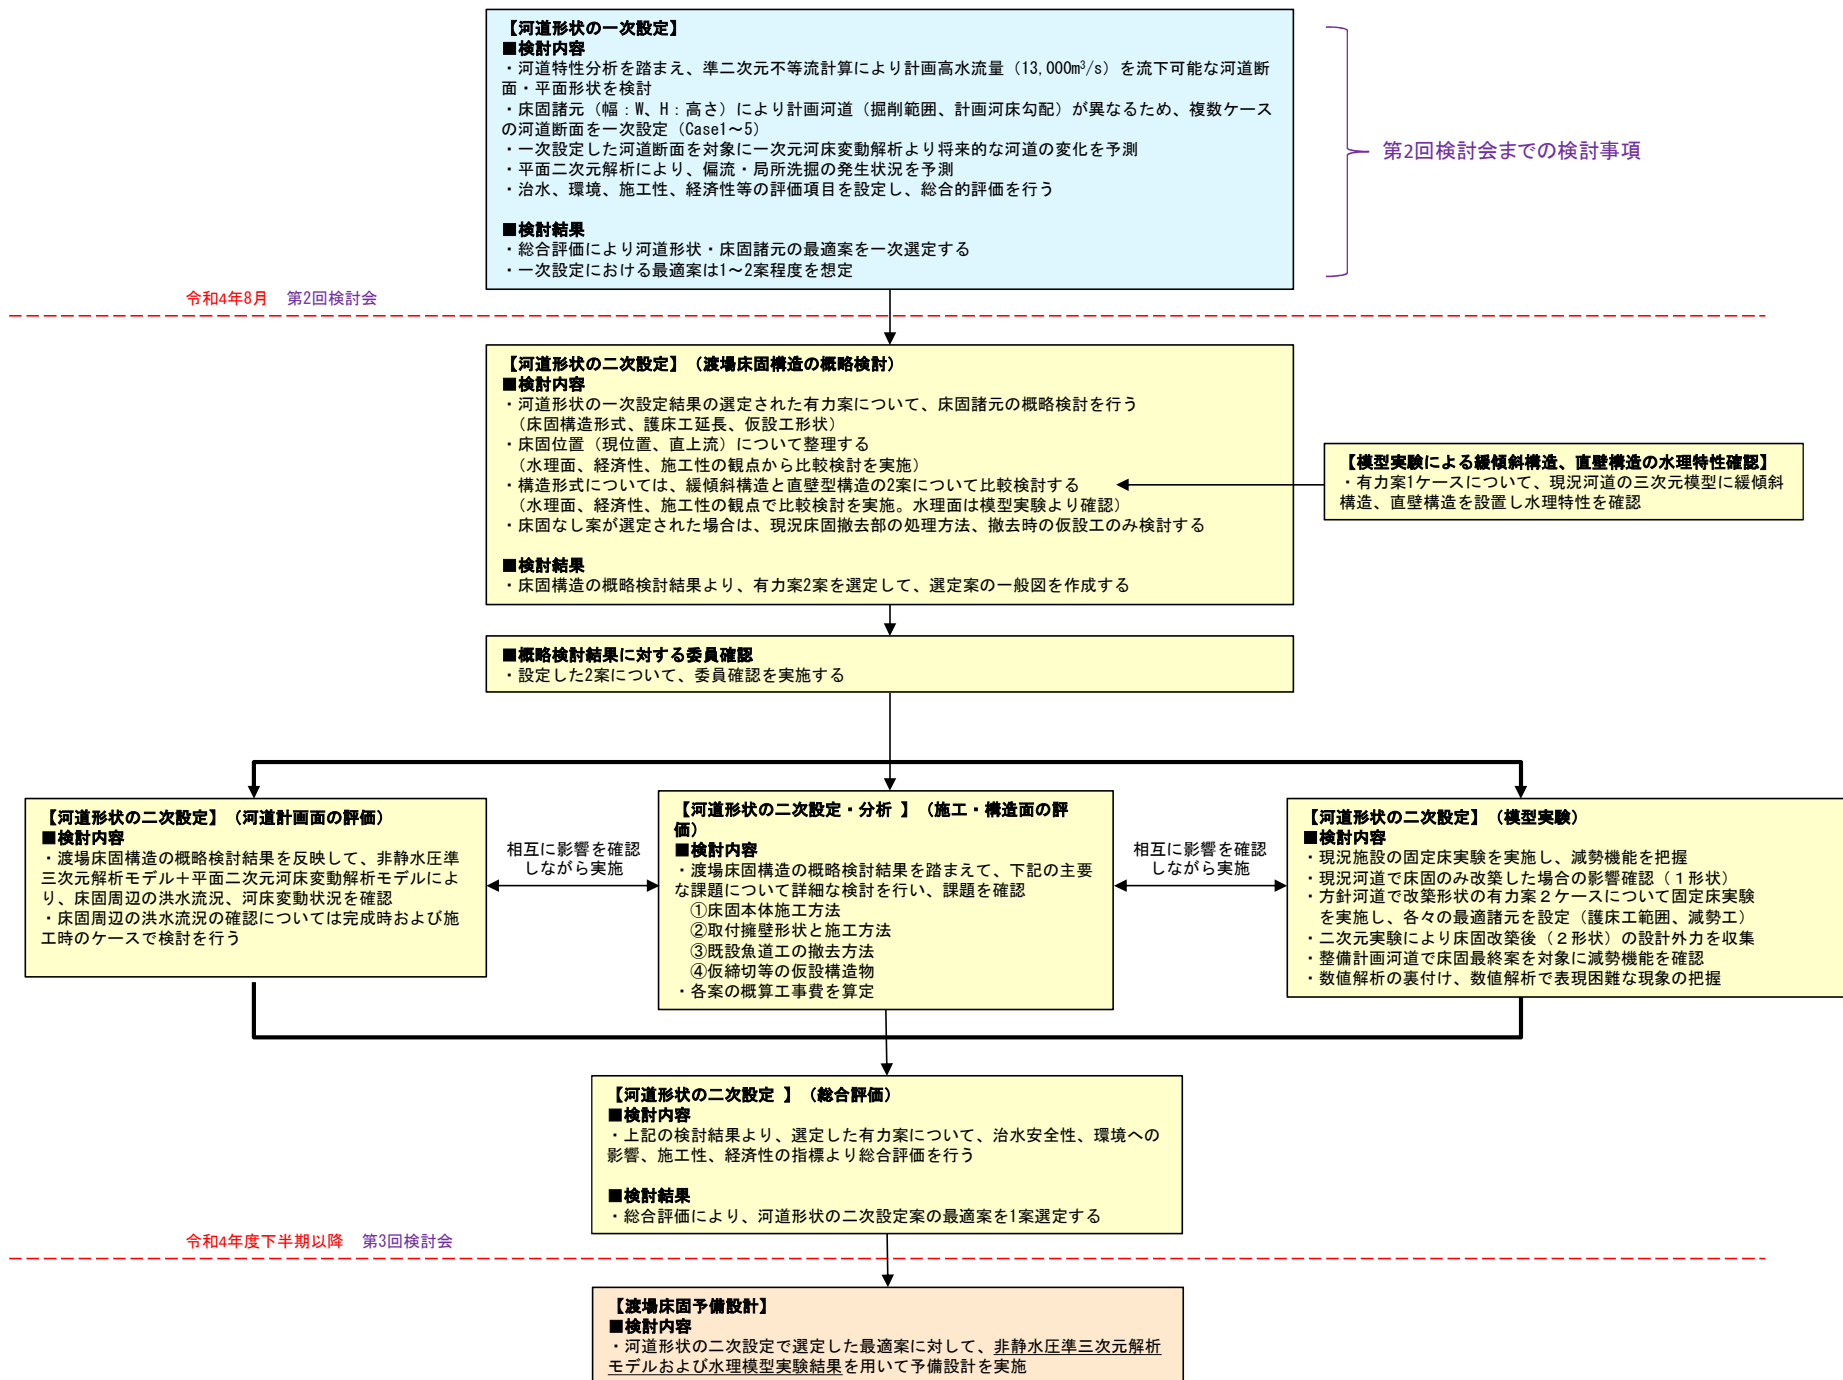 【河道形状の一次設定】
■検討内容
・河道特性分析を踏まえ、準二次元不等流計算により計画高水流量（13,000m³/s）を流下可能な河道断
面・平面形状を検討
・床固諸元（幅：W、H：高さ）により計画河道（掘削範囲、計画河床勾配）が異なるため、複数ケース
の河道断面を一次設定（Case1～5）
・一次設定した河道断面を対象に一次元河床変動解析より将来的な河道の変化を予測
・平面二次元解析により、偏流・局所洗掘の発生状況を予測
・治水、環境、施工性、経済性等の評価項目を設定し、総合的評価を行う
■検討結果
・総合評価により河道形状・床固諸元の最適案を一次選定する
・一次設定における最適案は1～2案程度を想定
第2回検討会までの検討事項
令和4年8月　第2回検討会
【河道形状の二次設定】（渡場床固構造の概略検討）
■検討内容
・河道形状の一次設定結果の選定された有力案について、床固諸元の概略検討を行う
（床固構造形式、護床工延長、仮設工形状）
・床固位置（現位置、直上流）について整理する
（水理面、経済性、施工性の観点から比較検討を実施）
・構造形式については、緩傾斜構造と直壁型構造の2案について比較検討する
（水理面、経済性、施工性の観点で比較検討を実施。水理面は模型実験より確認）
・床固なし案が選定された場合は、現況床固撤去部の処理方法、撤去時の仮設工のみ検討する
■検討結果
・床固構造の概略検討結果より、有力案2案を選定して、選定案の一般図を作成する
【模型実験による緩傾斜構造、直壁構造の水理特性確認】
・有力案1ケースについて、現況河道の三次元模型に緩傾斜
構造、直壁構造を設置し水理特性を確認
■概略検討結果に対する委員確認
・設定した2案について、委員確認を実施する
【河道形状の二次設定】（河道計画面の評価）
■検討内容
・渡場床固構造の概略検討結果を反映して、非静水圧準
三次元解析モデル＋平面二次元河床変動解析モデルによ
り、床固周辺の洪水流況、河床変動状況を確認
・床固周辺の洪水流況の確認については完成時および施
工時のケースで検討を行う
相互に影響を確認
しながら実施
【河道形状の二次設定・分析 】（施工・構造面の評
価）
■検討内容
・渡場床固構造の概略検討結果を踏まえて、下記の主要
な課題について詳細な検討を行い、課題を確認
①床固本体施工方法
②取付擁壁形状と施工方法
③既設魚道工の撤去方法
④仮締切等の仮設構造物
・各案の概算工事費を算定
相互に影響を確認
しながら実施
【河道形状の二次設定】（模型実験）
■検討内容
・現況施設の固定床実験を実施し、減勢機能を把握
・現況河道で床固のみ改築した場合の影響確認（１形状）
・方針河道で改築形状の有力案２ケースについて固定床実験
を実施し、各々の最適諸元を設定（護床工範囲、減勢工）
・二次元実験により床固改築後（２形状）の設計外力を収集
・整備計画河道で床固最終案を対象に減勢機能を確認
・数値解析の裏付け、数値解析で表現困難な現象の把握
【河道形状の二次設定 】（総合評価）
■検討内容
・上記の検討結果より、選定した有力案について、治水安全性、環境への
影響、施工性、経済性の指標より総合評価を行う
■検討結果
・総合評価により、河道形状の二次設定案の最適案を1案選定する
令和4年度下半期以降　第3回検討会
【渡場床固予備設計】
■検討内容
・河道形状の二次設定で選定した最適案に対して、非静水圧準三次元解析
モデルおよび水理模型実験結果を用いて予備設計を実施